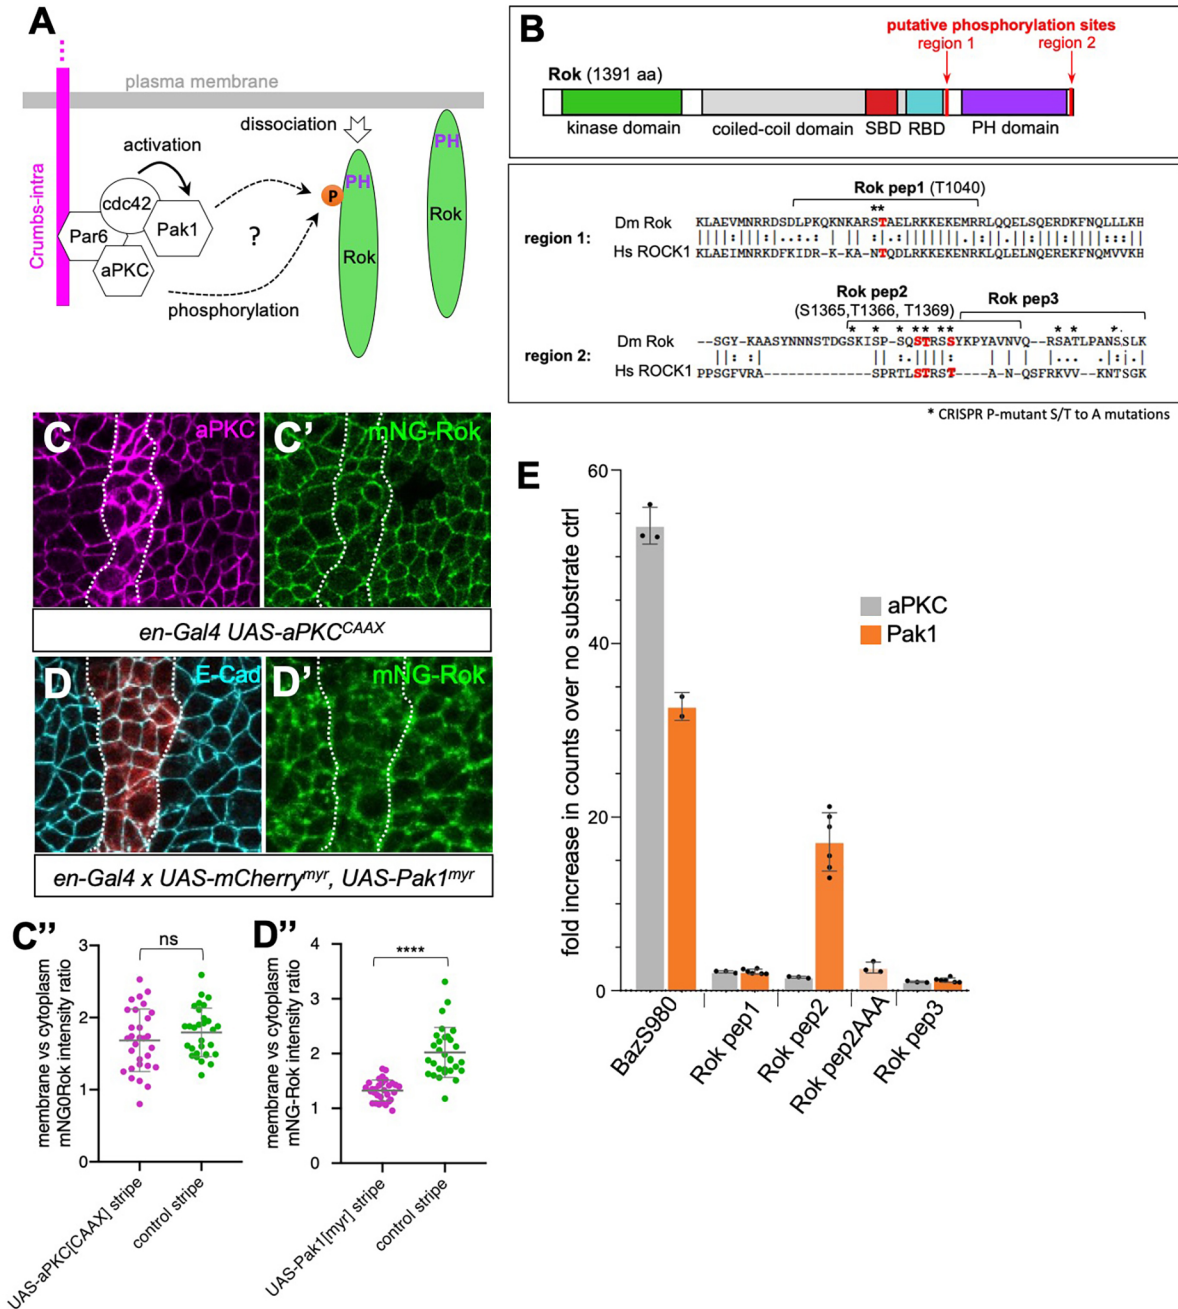 A
plasma membrane
Crumbs-intra
activation
dissociation
cdc42
Par6
Pak1
aPKC
?
phosphorylation
P
PH
Rok
PH
Rok
B
putative phosphorylation sites
region 1
region 2
Rok (1391 aa)
kinase domain
coiled-coil domain
SBD
RBD
PH domain
Rok pep1 (T1040)
**
region 1:
Dm Rok
KLAEVMNRRDSDLPKQKNKARSTAELRKKEKEMRRLQQELSQERDKFNQLLLKH
Hs ROCK1
KLAEIMNRKDFKIDR-K-KA-NTQDLRKKEKENRKLQLELNQEREKFNQMVVKH
Rok pep2
(S1365,T1366, T1369)
Rok pep3
region 2:
Dm Rok
--SGY-KAASYNNNSTDGSKISP-SQSTRSSYKPYAVNVQ--RSATLPANSSLK
Hs ROCK1
PPSGFVRA--------------SPRTLSTRST----A-N-QSFRKVV--KNTSGK
* CRISPR P-mutant S/T to A mutations
C
aPKC
C'
mNG-Rok
en-Gal4 UAS-aPKCCAAX
D
E-Cad
D'
mNG-Rok
en-Gal4 x UAS-mCherrymyr, UAS-Pak1myr
C''
membrane vs cytoplasm
mNG0Rok intensity ratio
3
2
1
0
ns
UAS-aPKC[CAAX] stripe
control stripe
D''
membrane vs cytoplasm
mNG-Rok intensity ratio
4
3
2
1
0
****
UAS-Pak1[myr] stripe
control stripe
E
fold increase in counts over no substrate ctrl
60
40
20
0
aPKC
Pak1
BazS980
Rok pep1
Rok pep2
Rok pep2AAA
Rok pep3